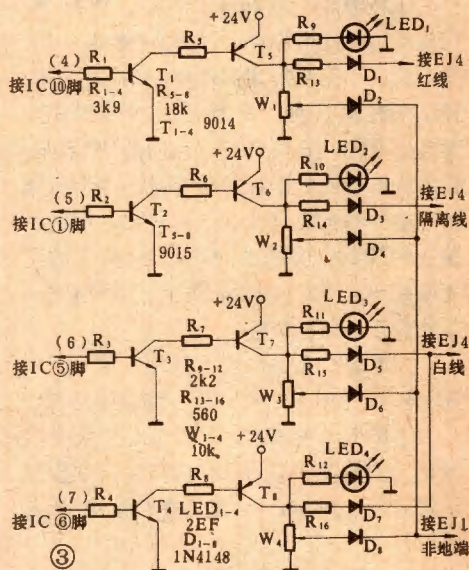 +24V
R₉
LED₁
(4) R₁
R₅
T₅
R₁₃
D₁
接EJ4
红线
接IC⑩脚
R₁₋₄
3k9
T₁
R₅₋₈
18k
T₁₋₄ 9014
W₁
D₂
+24V
R₁₀
LED₂
(5) R₂
R₆
T₆
R₁₄
D₃
接EJ4
隔离线
接IC①脚
T₂
T₅₋₈
9015
W₂
D₄
+24V
R₁₁
LED₃
(6) R₃
R₇
T₇
R₁₅
D₅
接EJ4
白线
接IC⑤脚
T₃
R₉₋₁₂
2k2
R₁₃₋₁₆
560
W₁₋₄
10k
W₃
D₆
+24V
R₁₂
LED₄
(7) R₄
R₈
T₈
R₁₆
D₇
接IC⑥脚
T₄
LED₁₋₄
2EF
D₁₋₈
1N4148
W₄
D₈
接EJ1
非地端
③